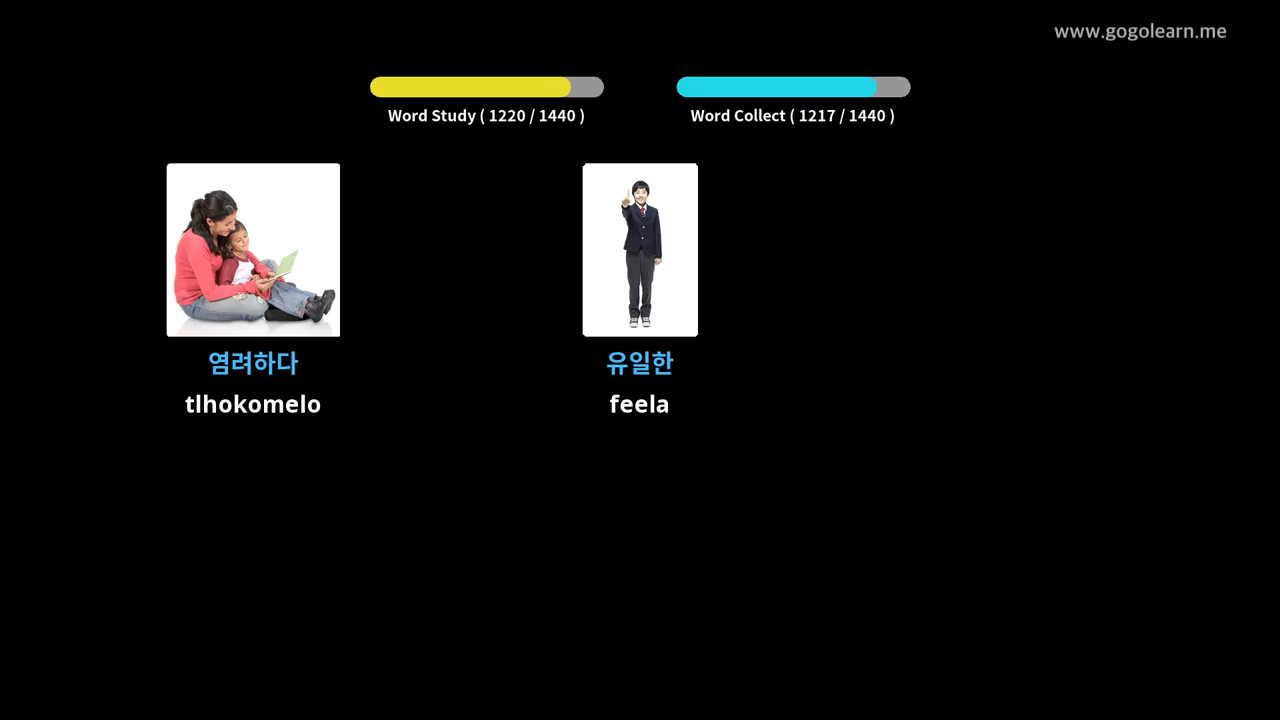 www.gogolearn.me
Word Study ( 1220 / 1440 )
Word Collect ( 1217 / 1440 )
염려하다
유일한
tlhokomelo
feela